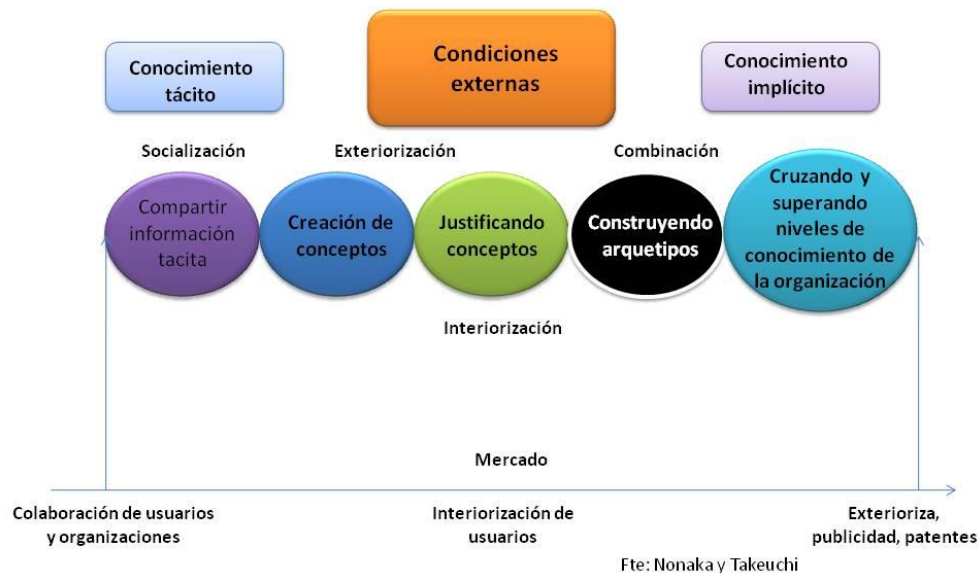 Condiciones
externas
Conocimiento
tácito
Conocimiento
implícito
Socialización
Exteriorización
Combinación
Compartir
información
tacita
Creación de
conceptos
Justificando
conceptos
Construyendo
arquetipos
Cruzando y
superando
niveles de
conocimiento de
la organización
Interiorización
Mercado
Colaboración de usuarios
y organizaciones
Interiorización de
usuarios
Exterioriza,
publicidad, patentes
Fte: Nonaka y Takeuchi